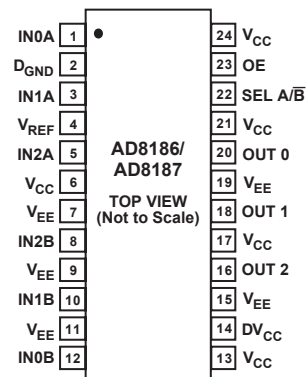 IN0A 1 24 VCC
DGND 2 23 OE
IN1A 3 22 SEL A/B̅
VREF 4 21 VCC
IN2A 5 AD8186/ 20 OUT 0
AD8187
VCC 6 19 VEE
TOP VIEW
VEE 7 (Not to Scale) 18 OUT 1
IN2B 8 17 VCC
VEE 9 16 OUT 2
IN1B 10 15 VEE
VEE 11 14 DVCC
IN0B 12 13 VCC